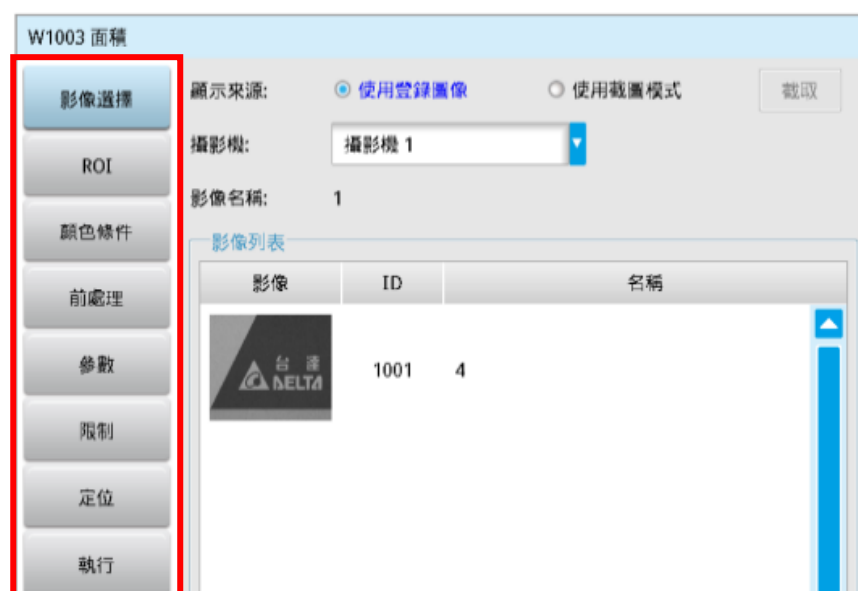 W1003 面積
影像選擇
ROI
顏色條件
前處理
參數
限制
定位
執行
顯示來源: 使用登錄圖像 使用截圖模式 截取
攝影機: 攝影機 1
影像名稱: 1
影像列表
影像 ID 名稱
台達
DELTA
1001 4